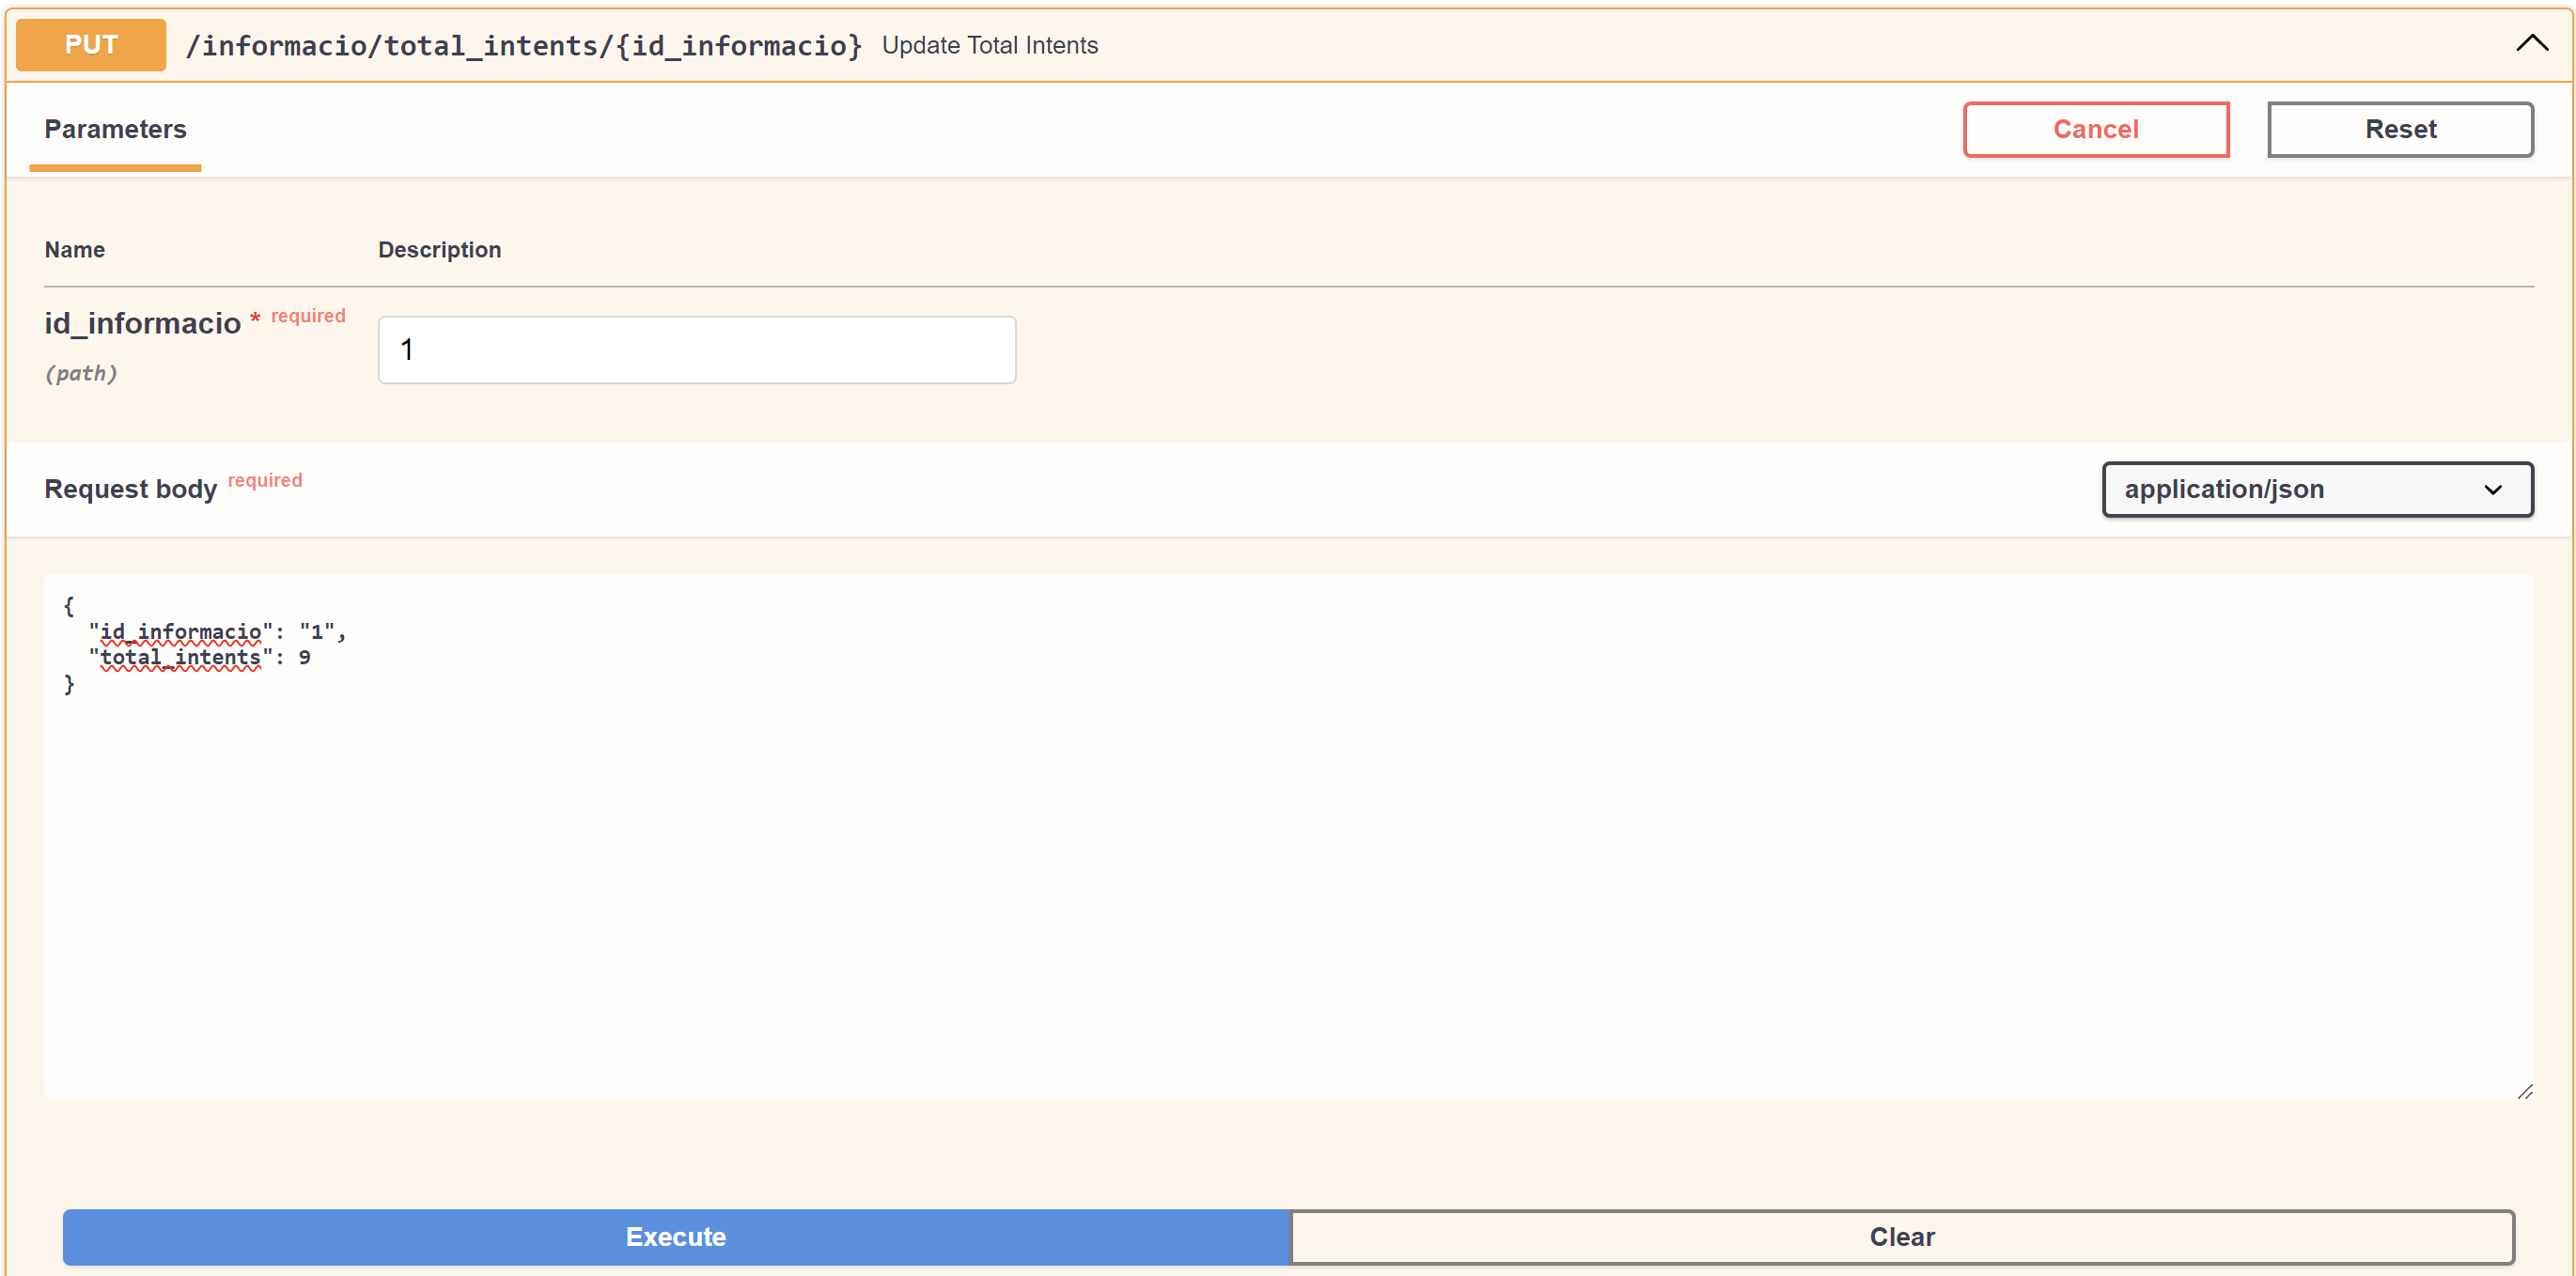 PUT /informacio/total_intents/{id_informacio} Update Total Intents
Parameters Cancel Reset
Name Description
id_informacio * required
(path)
1
Request body required application/json
{
  "id_informacio": "1",
  "total_intents": 9
}
Execute Clear